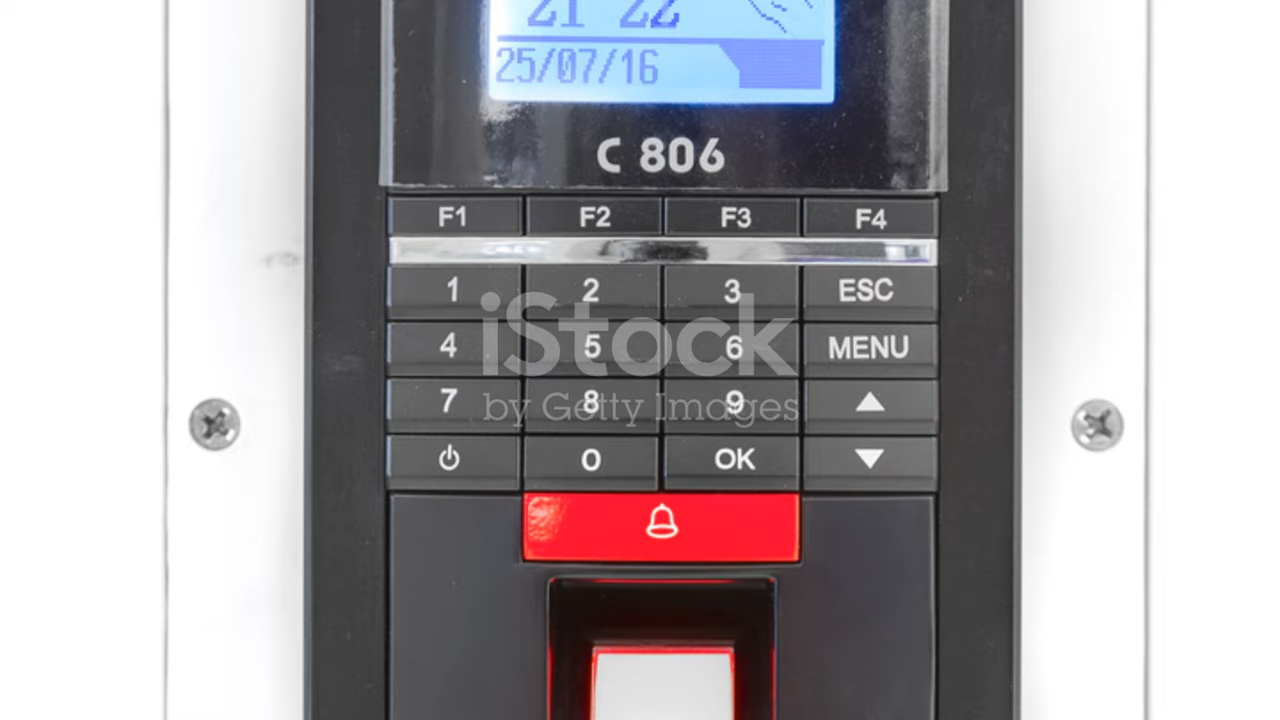 21 22
25/07/16
C 806
F1 F2 F3 F4
1 2 3 ESC
4 5 6 MENU
7 8 9
0 OK
iStock
by Getty Images